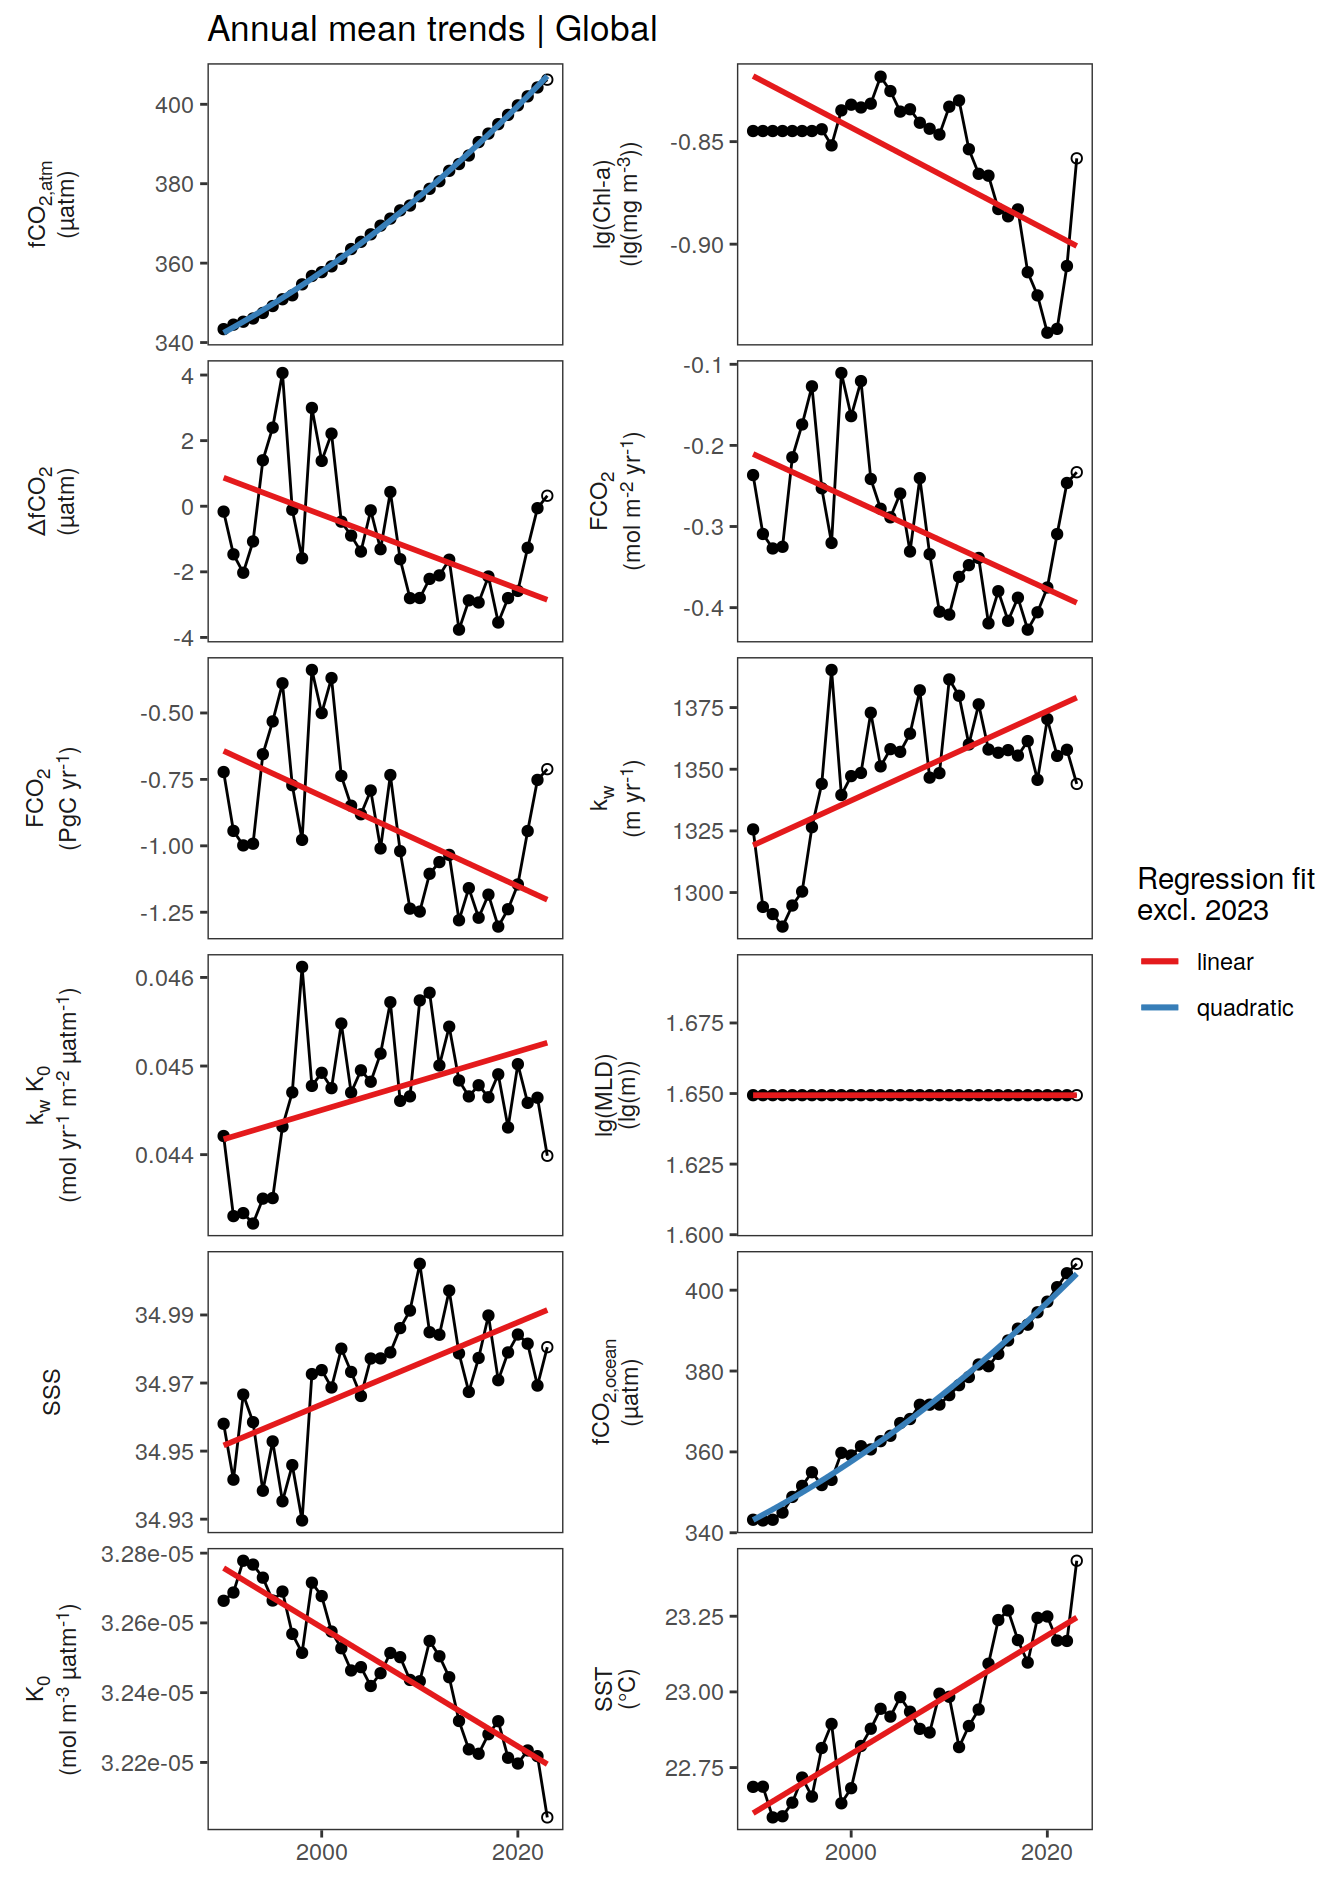 Annual mean trends | Global
fCO2,atm
(µatm)
400
380
360
340
lg(Chl-a)
(lg(mg m-3))
-0.85
-0.90
ΔfCO2
(µatm)
4
2
0
-2
-4
FCO2
(mol m-2 yr-1)
-0.1
-0.2
-0.3
-0.4
FCO2
(PgC yr-1)
-0.50
-0.75
-1.00
-1.25
kw
(m yr-1)
1375
1350
1325
1300
Regression fit
excl. 2023
linear
quadratic
kw K0
(mol yr-1 m-2 µatm-1)
0.046
0.045
0.044
lg(MLD)
(lg(m))
1.675
1.650
1.625
1.600
SSS
34.99
34.97
34.95
34.93
fCO2,ocean
(µatm)
400
380
360
340
K0
(mol m-3 µatm-1)
3.28e-05
3.26e-05
3.24e-05
3.22e-05
SST
(°C)
23.25
23.00
22.75
2000
2020
2000
2020